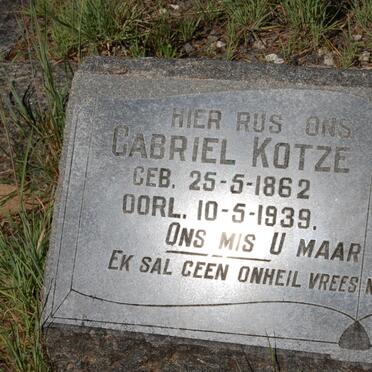 HIER RUS ONS
GABRIEL KOTZE
GEB. 25-5-1862
OORL. 10-5-1939.
ONS MIS U MAAR
EK SAL GEEN ONHEIL VREES